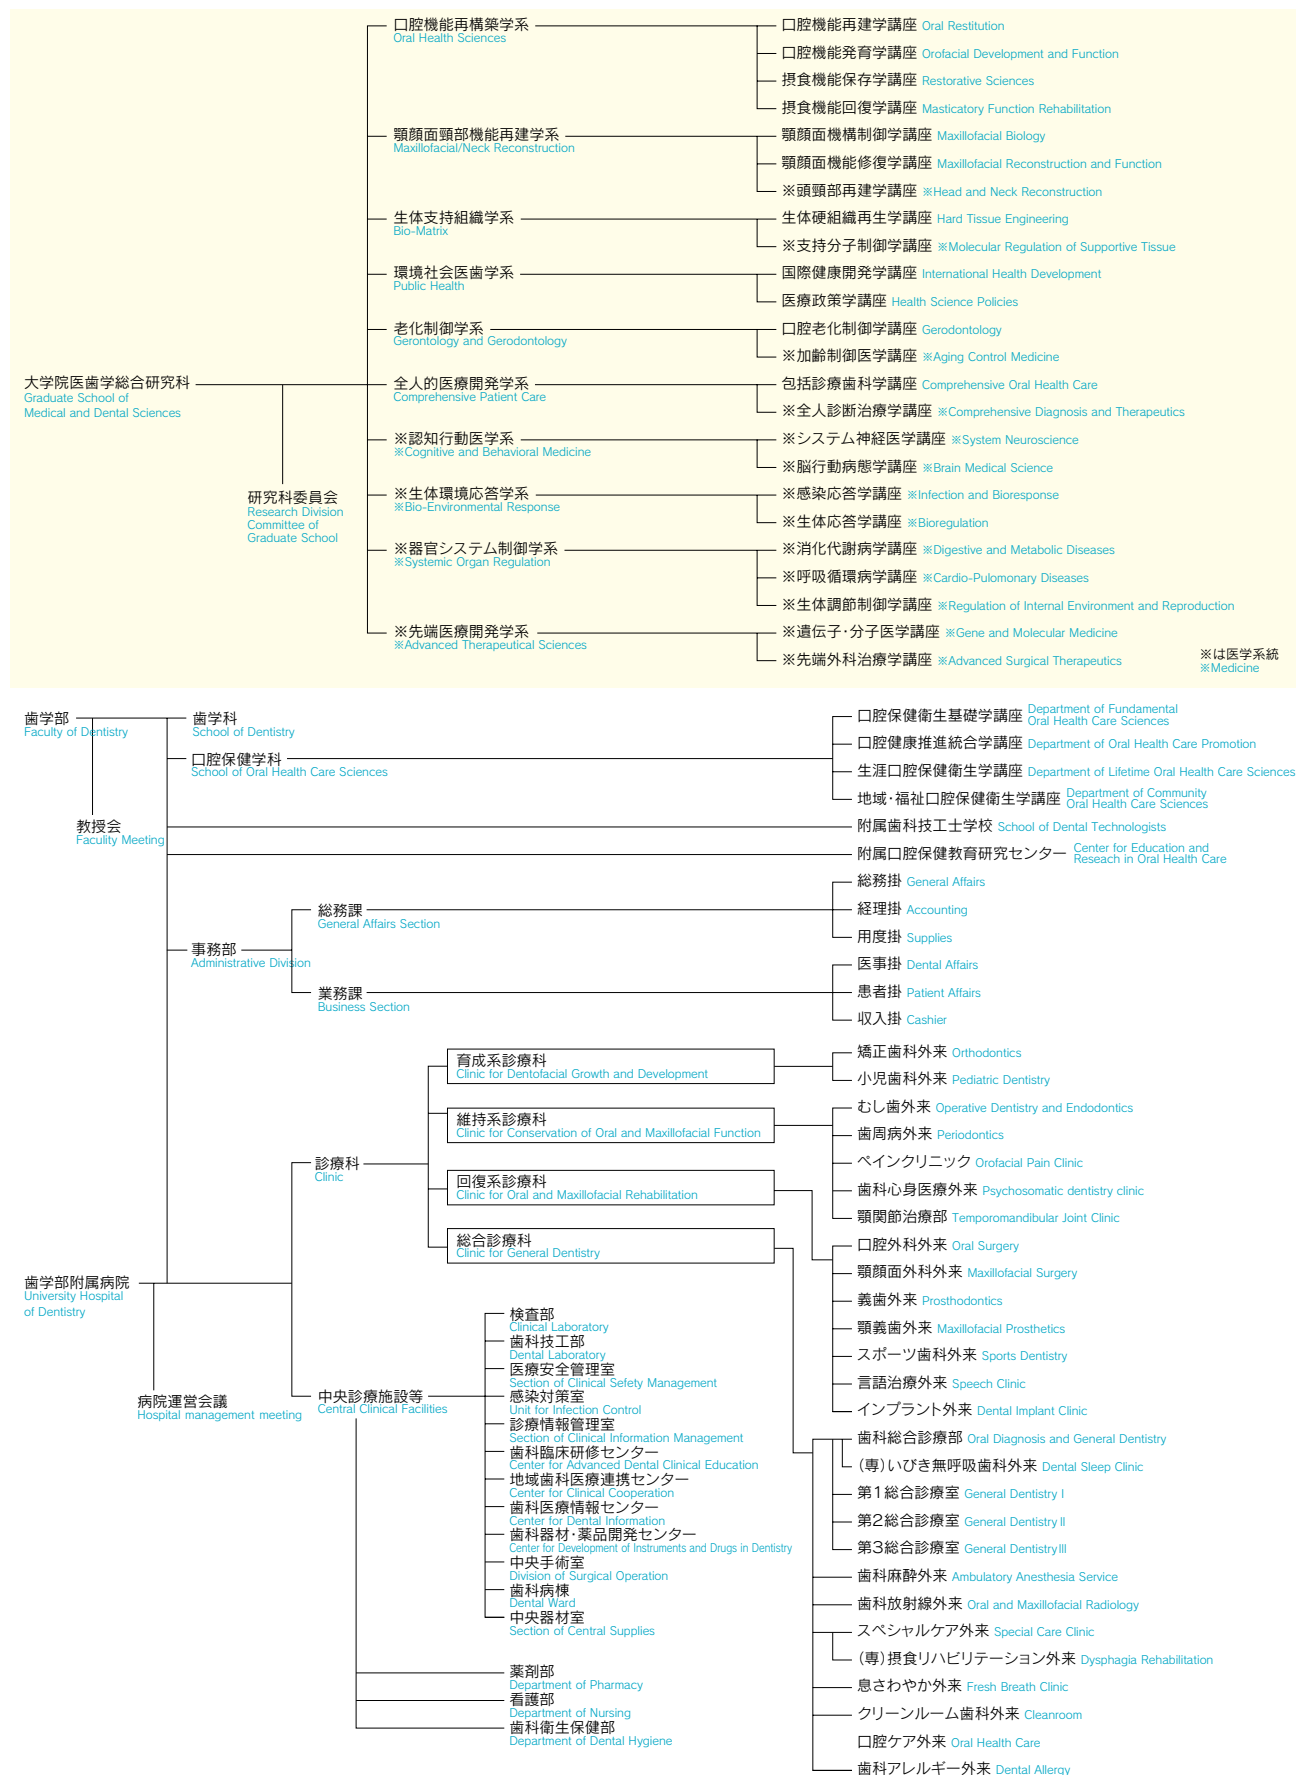 口腔機能再構築学系
Oral Health Sciences
口腔機能再建学講座 Oral Restitution
口腔機能発育学講座 Orofacial Development and Function
摂食機能保存学講座 Restorative Sciences
摂食機能回復学講座 Masticatory Function Rehabilitation
顎顔面頸部機能再建学系
Maxillofacial/Neck Reconstruction
顎顔面機構制御学講座 Maxillofacial Biology
顎顔面機能修復学講座 Maxillofacial Reconstruction and Function
※頭頸部再建学講座 ※Head and Neck Reconstruction
生体支持組織学系
Bio-Matrix
生体硬組織再生学講座 Hard Tissue Engineering
※支持分子制御学講座 ※Molecular Regulation of Supportive Tissue
環境社会医歯学系
Public Health
国際健康開発学講座 International Health Development
医療政策学講座 Health Science Policies
老化制御学系
Gerontology and Gerodontology
口腔老化制御学講座 Gerodontology
※加齢制御医学講座 ※Aging Control Medicine
大学院医歯学総合研究科
Graduate School of
Medical and Dental Sciences
全人的医療開発学系
Comprehensive Patient Care
包括診療歯科学講座 Comprehensive Oral Health Care
※全人診断治療学講座 ※Comprehensive Diagnosis and Therapeutics
※認知行動医学系
※Cognitive and Behavioral Medicine
※システム神経医学講座 ※System Neuroscience
※脳行動病態学講座 ※Brain Medical Science
研究科委員会
Research Division
Committee of
Graduate School
※生体環境応答学系
※Bio-Environmental Response
※感染応答学講座 ※Infection and Bioresponse
※生体応答学講座 ※Bioregulation
※器官システム制御学系
※Systemic Organ Regulation
※消化代謝病学講座 ※Digestive and Metabolic Diseases
※呼吸循環病学講座 ※Cardio-Pulomonary Diseases
※生体調節制御学講座 ※Regulation of Internal Environment and Reproduction
※先端医療開発学系
※Advanced Therapeutical Sciences
※遺伝子・分子医学講座 ※Gene and Molecular Medicine
※先端外科治療学講座 ※Advanced Surgical Therapeutics
※は医学系統
※Medicine
歯学部
Faculty of Dentistry
歯学科
School of Dentistry
口腔保健学科
School of Oral Health Care Sciences
口腔保健衛生基礎学講座 Department of Fundamental
Oral Health Care Sciences
口腔健康推進統合学講座 Department of Oral Health Care Promotion
生涯口腔保健衛生学講座 Department of Lifetime Oral Health Care Sciences
地域・福祉口腔保健衛生学講座 Department of Community
Oral Health Care Sciences
教授会
Faculity Meeting
附属歯科技工士学校 School of Dental Technologists
附属口腔保健教育研究センター Center for Education and
Reseach in Oral Health Care
事務部
Administrative Division
総務課
General Affairs Section
総務掛 General Affairs
経理掛 Accounting
用度掛 Supplies
業務課
Business Section
医事掛 Dental Affairs
患者掛 Patient Affairs
収入掛 Cashier
歯学部附属病院
University Hospital
of Dentistry
病院運営会議
Hospital management meeting
診療科
Clinic
育成系診療科
Clinic for Dentofacial Growth and Development
矯正歯科外来 Orthodontics
小児歯科外来 Pediatric Dentistry
維持系診療科
Clinic for Conservation of Oral and Maxillofacial Function
むし歯外来 Operative Dentistry and Endodontics
歯周病外来 Periodontics
ペインクリニック Orofacial Pain Clinic
歯科心身医療外来 Psychosomatic dentistry clinic
顎関節治療部 Temporomandibular Joint Clinic
回復系診療科
Clinic for Oral and Maxillofacial Rehabilitation
口腔外科外来 Oral Surgery
顎顔面外科外来 Maxillofacial Surgery
義歯外来 Prosthodontics
顎義歯外来 Maxillofacial Prosthetics
スポーツ歯科外来 Sports Dentistry
言語治療外来 Speech Clinic
インプラント外来 Dental Implant Clinic
総合診療科
Clinic for General Dentistry
歯科総合診療部 Oral Diagnosis and General Dentistry
（専）いびき無呼吸歯科外来 Dental Sleep Clinic
第1総合診療室 General Dentistry I
第2総合診療室 General Dentistry II
第3総合診療室 General Dentistry III
歯科麻酔外来 Ambulatory Anesthesia Service
歯科放射線外来 Oral and Maxillofacial Radiology
スペシャルケア外来 Special Care Clinic
（専）摂食リハビリテーション外来 Dysphagia Rehabilitation
息さわやか外来 Fresh Breath Clinic
クリーンルーム歯科外来 Cleanroom
口腔ケア外来 Oral Health Care
歯科アレルギー外来 Dental Allergy
中央診療施設等
Central Clinical Facilities
検査部
Clinical Laboratory
歯科技工部
Dental Laboratory
医療安全管理室
Section of Clinical Safety Management
感染対策室
Unit for Infection Control
診療情報管理室
Section of Clinical Information Management
歯科臨床研修センター
Center for Advanced Dental Clinical Education
地域歯科医療連携センター
Center for Clinical Cooperation
歯科医療情報センター
Center for Dental Information
歯科器材・薬品開発センター
Center for Development of Instruments and Drugs in Dentistry
中央手術室
Division of Surgical Operation
歯科病棟
Dental Ward
中央器材室
Section of Central Supplies
薬剤部
Department of Pharmacy
看護部
Department of Nursing
歯科衛生保健部
Department of Dental Hygiene